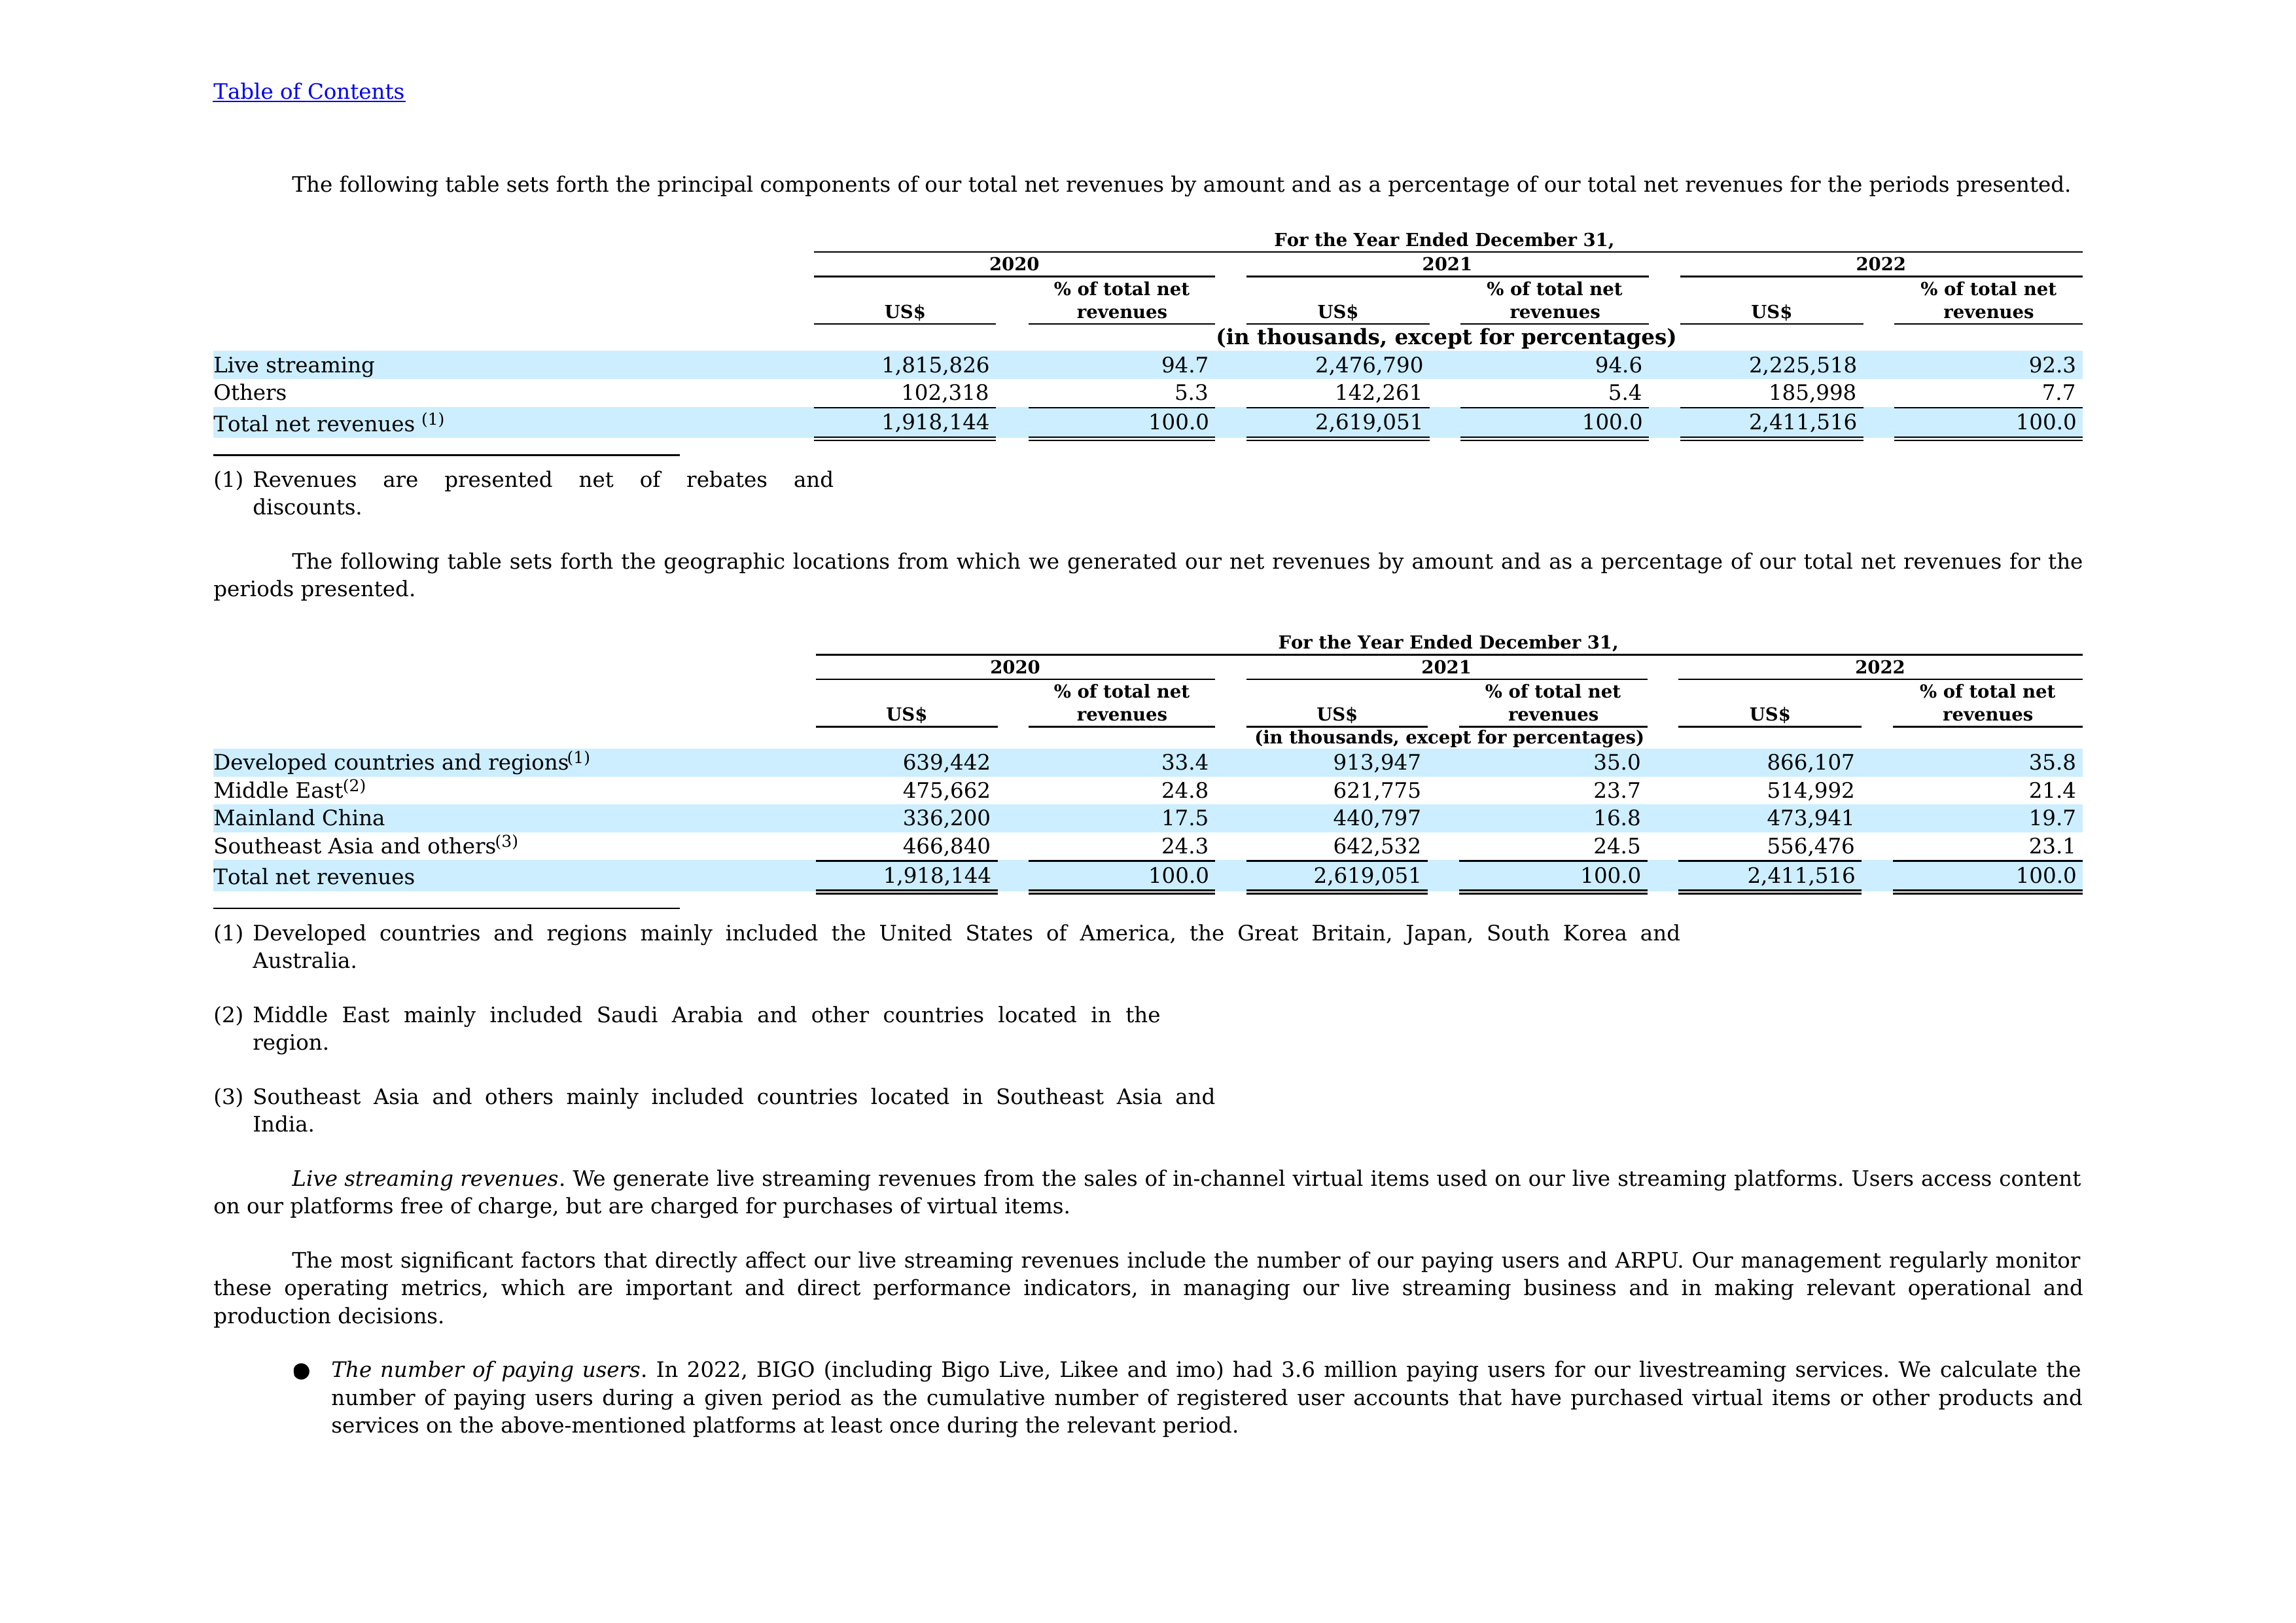 Table of Contents
The following table sets forth the principal components of our total net revenues by amount and as a percentage of our total net revenues for the periods presented.
For the Year Ended December 31,
2020 2021 2022
% of total net % of total net % of total net
US$ revenues US$ revenues US$ revenues
(in thousands, except for percentages)
Live streaming 1,815,826 94.7 2,476,790 94.6 2,225,518 92.3
Others 102,318 5.3 142,261 5.4 185,998 7.7
Total net revenues (1) 1,918,144 100.0 2,619,051 100.0 2,411,516 100.0
(1) Revenues are presented net of rebates and
discounts.
The following table sets forth the geographic locations from which we generated our net revenues by amount and as a percentage of our total net revenues for the
periods presented.
For the Year Ended December 31,
2020 2021 2022
% of total net % of total net % of total net
US$ revenues US$ revenues US$ revenues
(in thousands, except for percentages)
Developed countries and regions(1) 639,442 33.4 913,947 35.0 866,107 35.8
Middle East(2) 475,662 24.8 621,775 23.7 514,992 21.4
Mainland China 336,200 17.5 440,797 16.8 473,941 19.7
Southeast Asia and others(3) 466,840 24.3 642,532 24.5 556,476 23.1
Total net revenues 1,918,144 100.0 2,619,051 100.0 2,411,516 100.0
(1) Developed countries and regions mainly included the United States of America, the Great Britain, Japan, South Korea and
Australia.
(2) Middle East mainly included Saudi Arabia and other countries located in the
region.
(3) Southeast Asia and others mainly included countries located in Southeast Asia and
India.
Live streaming revenues. We generate live streaming revenues from the sales of in-channel virtual items used on our live streaming platforms. Users access content
on our platforms free of charge, but are charged for purchases of virtual items.
The most significant factors that directly affect our live streaming revenues include the number of our paying users and ARPU. Our management regularly monitor
these operating metrics, which are important and direct performance indicators, in managing our live streaming business and in making relevant operational and
production decisions.
● The number of paying users. In 2022, BIGO (including Bigo Live, Likee and imo) had 3.6 million paying users for our livestreaming services. We calculate the
number of paying users during a given period as the cumulative number of registered user accounts that have purchased virtual items or other products and
services on the above-mentioned platforms at least once during the relevant period.